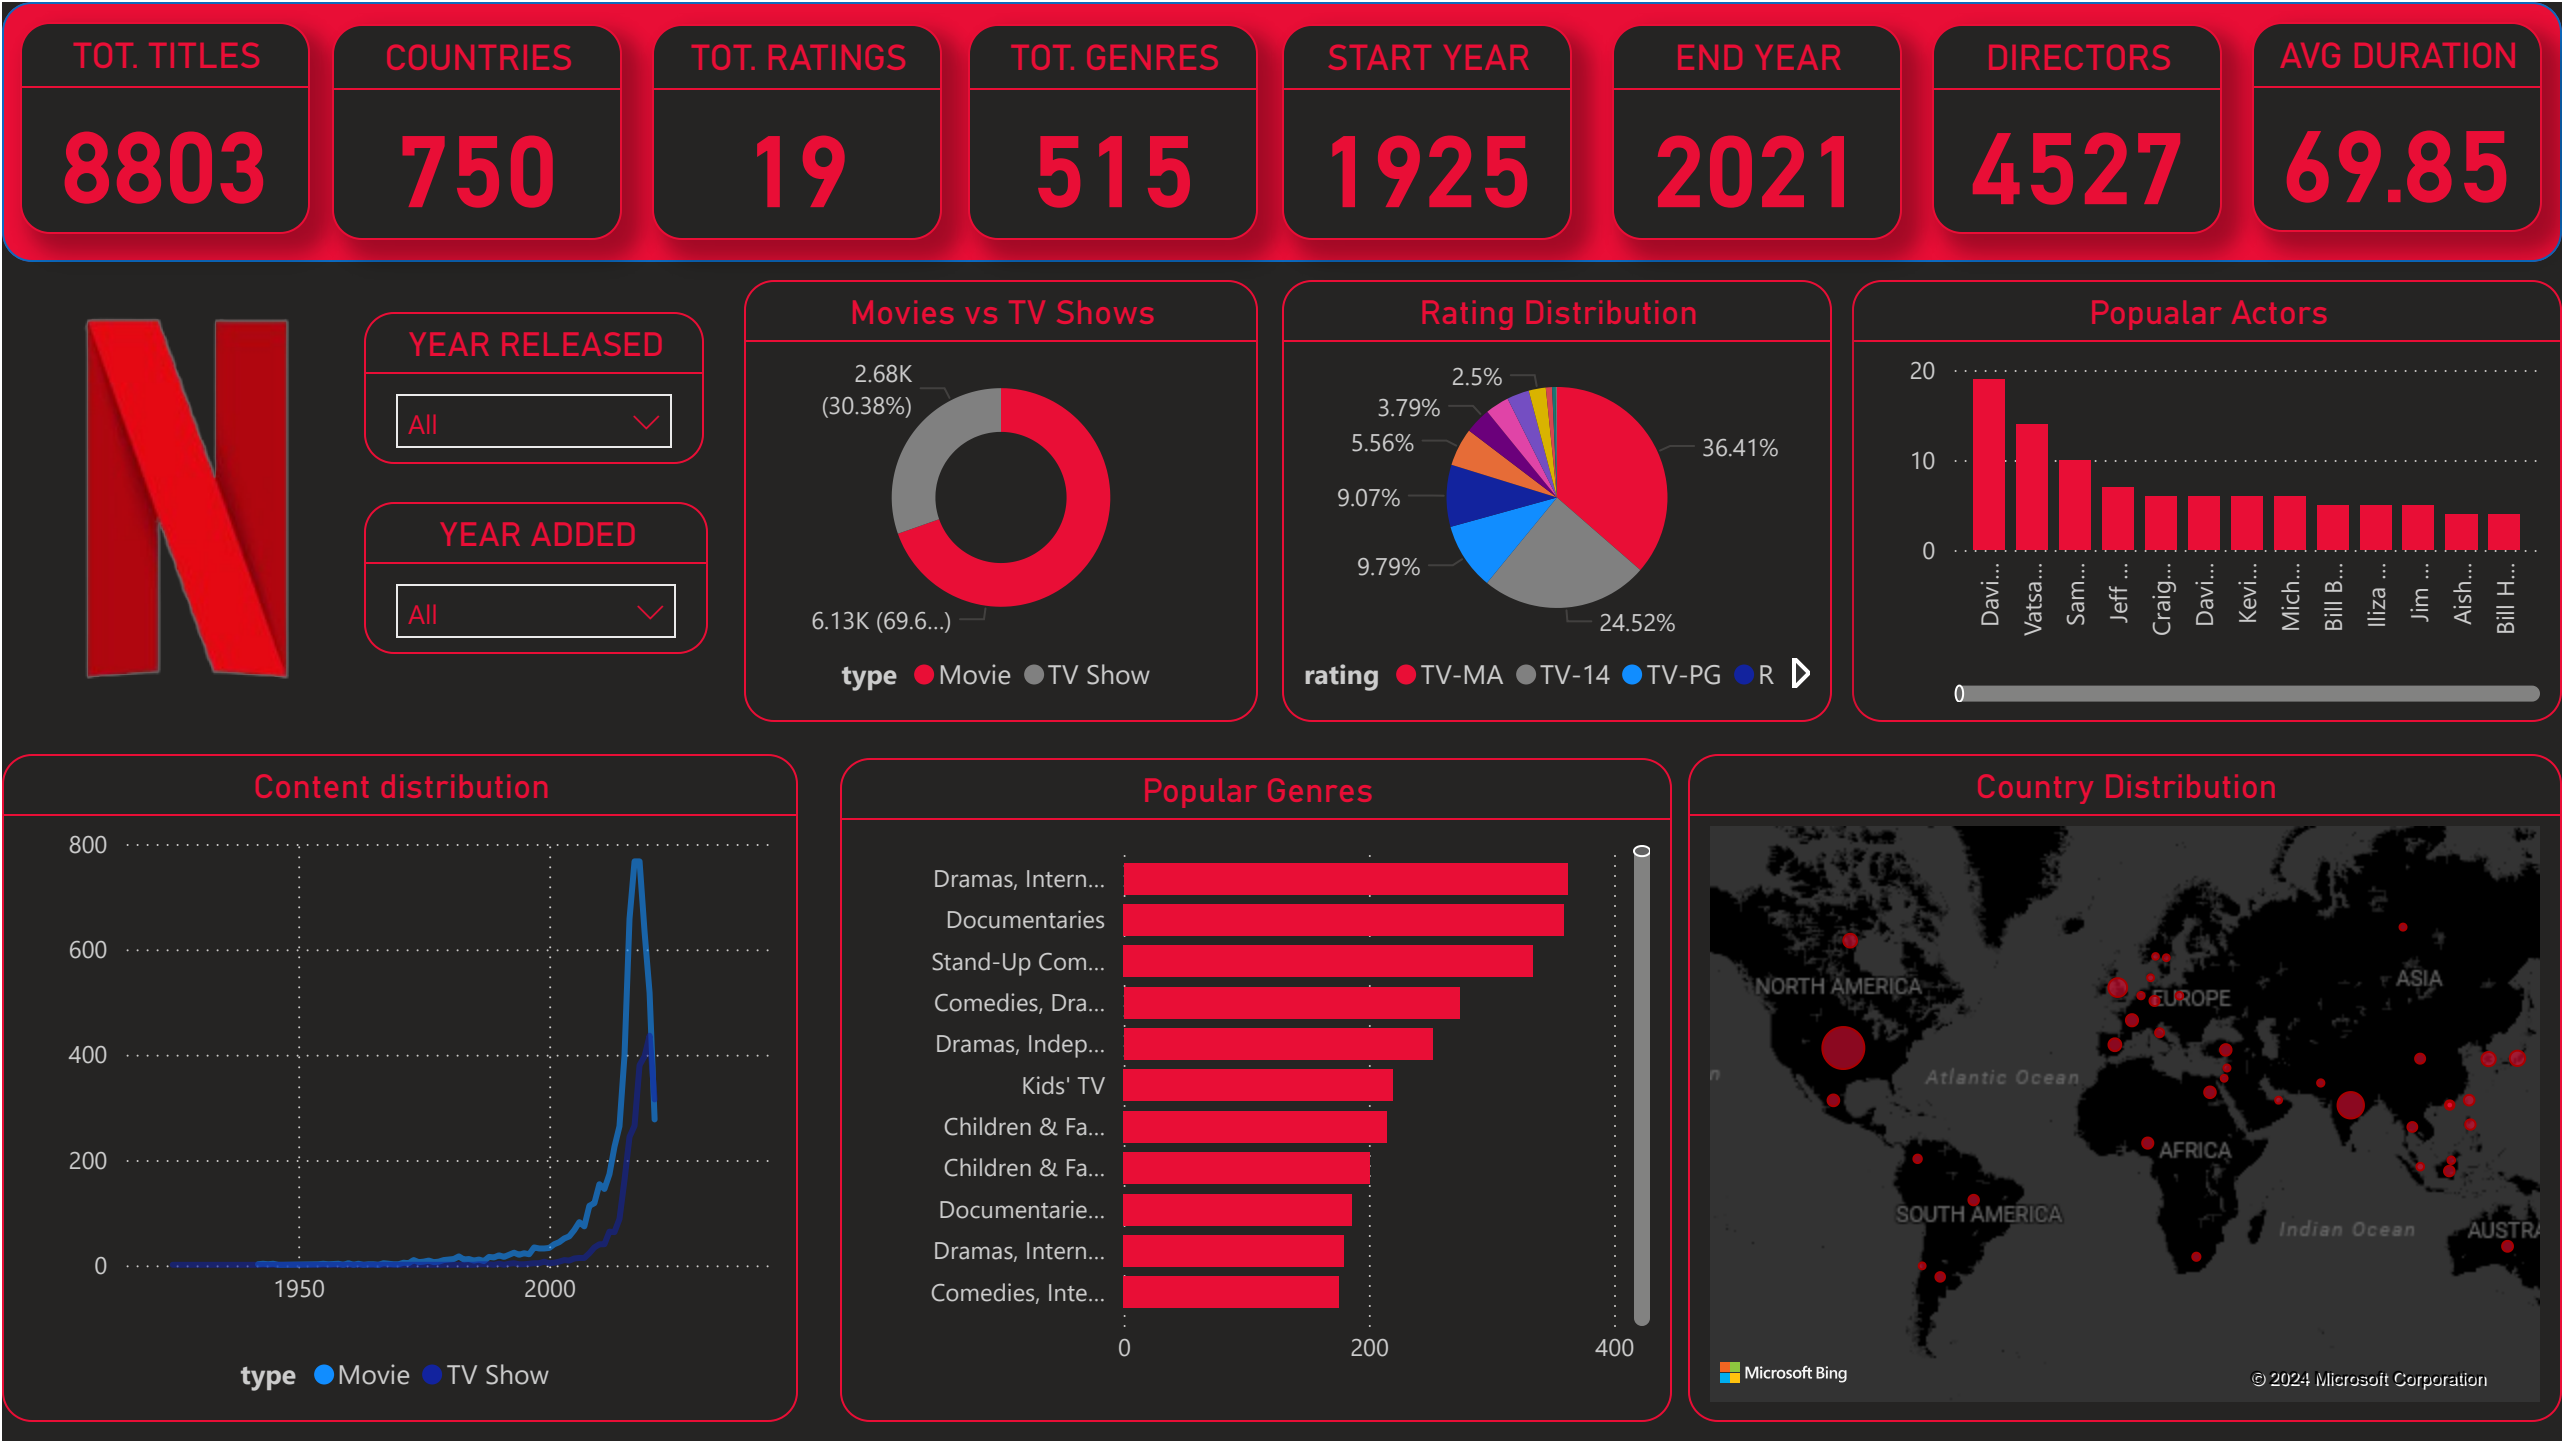 TOT. TITLES
8803
COUNTRIES
750
TOT. RATINGS
19
TOT. GENRES
515
START YEAR
1925
END YEAR
2021
DIRECTORS
4527
AVG DURATION
69.85
YEAR RELEASED
All
YEAR ADDED
All
Movies vs TV Shows
2.68K
(30.38%)
6.13K (69.6...)
type Movie TV Show
Rating Distribution
2.5%
3.79%
5.56%
9.07%
9.79%
36.41%
24.52%
rating TV-MA TV-14 TV-PG R
Popualar Actors
20
10
0
Davi...
Vatsa...
Sam...
Jeff ...
Craig...
Davi...
Kevi...
Mich...
Bill B...
Iliza ...
Jim ...
Aish...
Bill H...
Content distribution
800
600
400
200
0
1950 2000
type Movie TV Show
Popular Genres
Dramas, Intern...
Documentaries
Stand-Up Com...
Comedies, Dra...
Dramas, Indep...
Kids' TV
Children & Fa...
Children & Fa...
Documentarie...
Dramas, Intern...
Comedies, Inte...
0 200 400
Country Distribution
ASIA
NORTH AMERICA
EUROPE
n
Atlantic Ocean
AFRICA
SOUTH AMERICA
Indian Ocean
AUSTRA
Microsoft Bing
© 2024 Microsoft Corporation